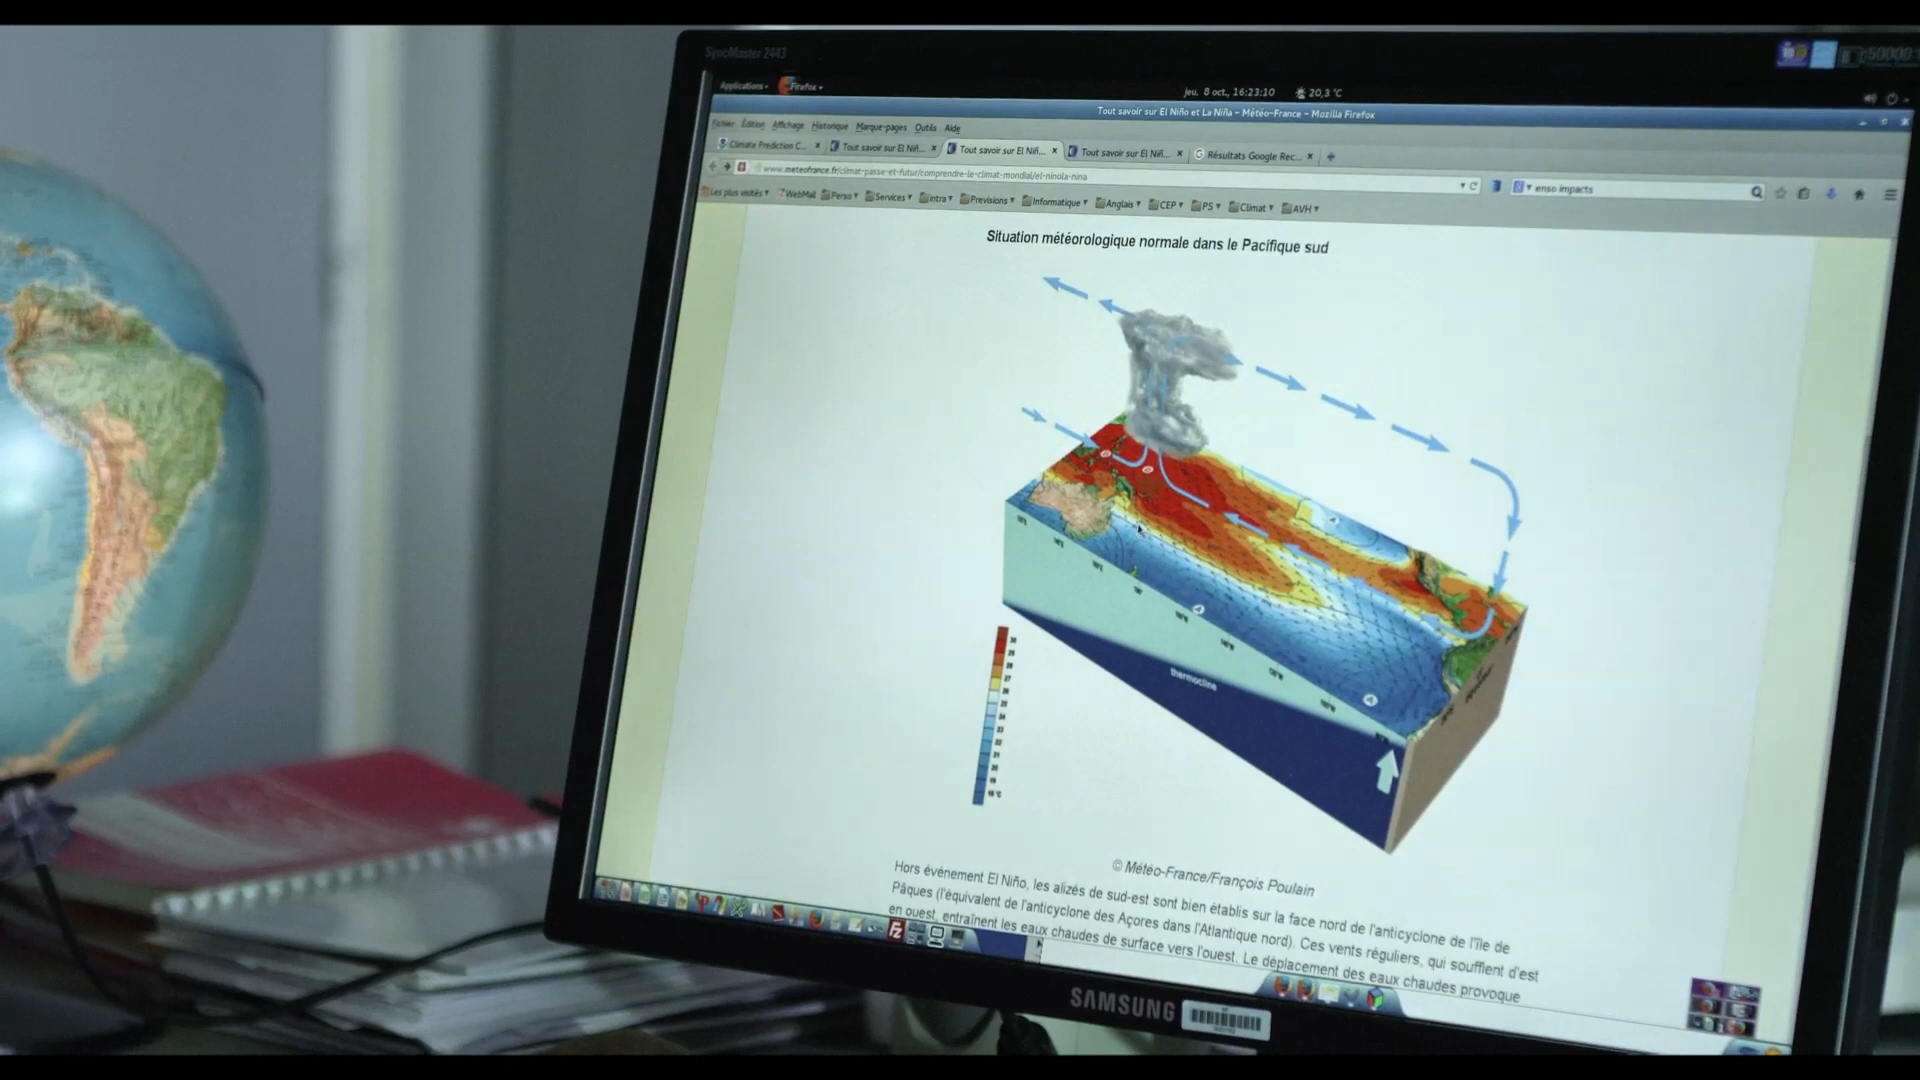 SyncMaster 2443
Applications
Firefox
jeu. 8 oct., 16:23:10
20,3 °C
Tout savoir sur El Niño et La Niña – Météo-France – Mozilla Firefox
Fichier Édition Affichage Historique Marque-pages Outils Aide
Climate Prediction C...
Tout savoir sur El Niñ...
Tout savoir sur El Niñ...
Tout savoir sur El Niñ...
Résultats Google Rec...
www.meteofrance.fr/climat-passe-et-futur/comprendre-le-climat-mondial/el-ninola-nina
enso impacts
Les plus visités WebMail Perso Services Intra Previsions Informatique Anglais CEP PS Climat AVH
Situation météorologique normale dans le Pacifique sud
thermocline
© Météo-France/François Poulain
Hors événement El Niño, les alizés de sud-est sont bien établis sur la face nord de l'anticyclone de l'île de
Pâques (l'équivalent de l'anticyclone des Açores dans l'Atlantique nord). Ces vents réguliers, qui soufflent d'est
en ouest, entraînent les eaux chaudes de surface vers l'ouest. Le déplacement des eaux chaudes provoque
SAMSUNG